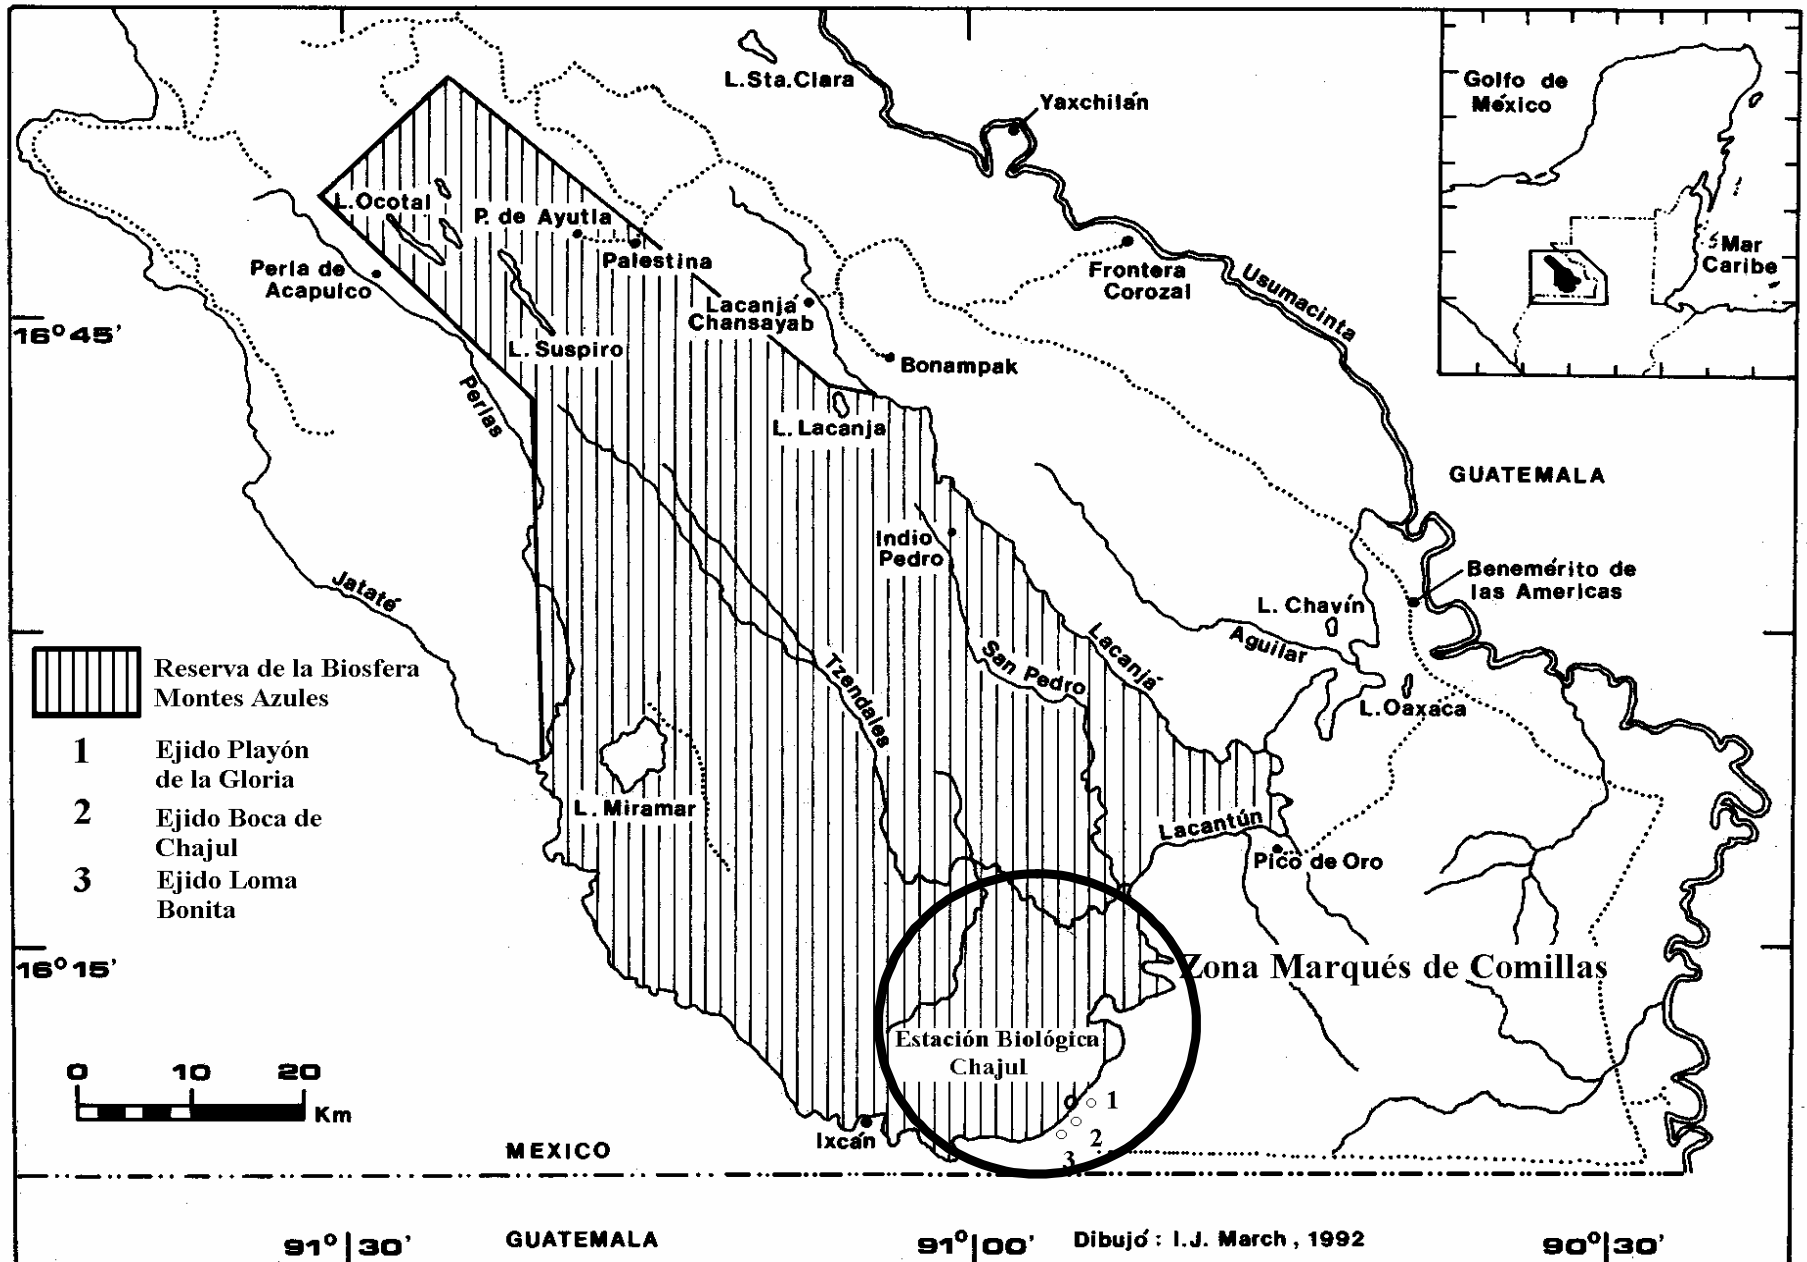 L.Sta.Clara
Yaxchilán
Golfo de
México
L.Ocotal
P. de Ayutla
Palestina
Perla de
Acapulco
Frontera
Corozal
Usumacinta
Mar
Caribe
Lacanjá
Chansayab
16°45'
L. Suspiro
Bonampak
Perlas
L. Lacanja
GUATEMALA
Indio
Pedro
Jataté
Benemérito de
las Americas
L. Chavín
Aguilar
Lacanjá
San Pedro
Tzendales
L.Oaxaca
Reserva de la Biosfera
Montes Azules
1 Ejido Playón
de la Gloria
2 Ejido Boca de
Chajul
3 Ejido Loma
Bonita
L. Miramar
Lacantún
Pico de Oro
16°15'
Zona Marqués de Comillas
Estación Biológica
Chajul
0 10 20
Km
1
2
3
Ixcán
MEXICO
91°30'
GUATEMALA
91°00'
Dibujó: I.J. March, 1992
90°30'